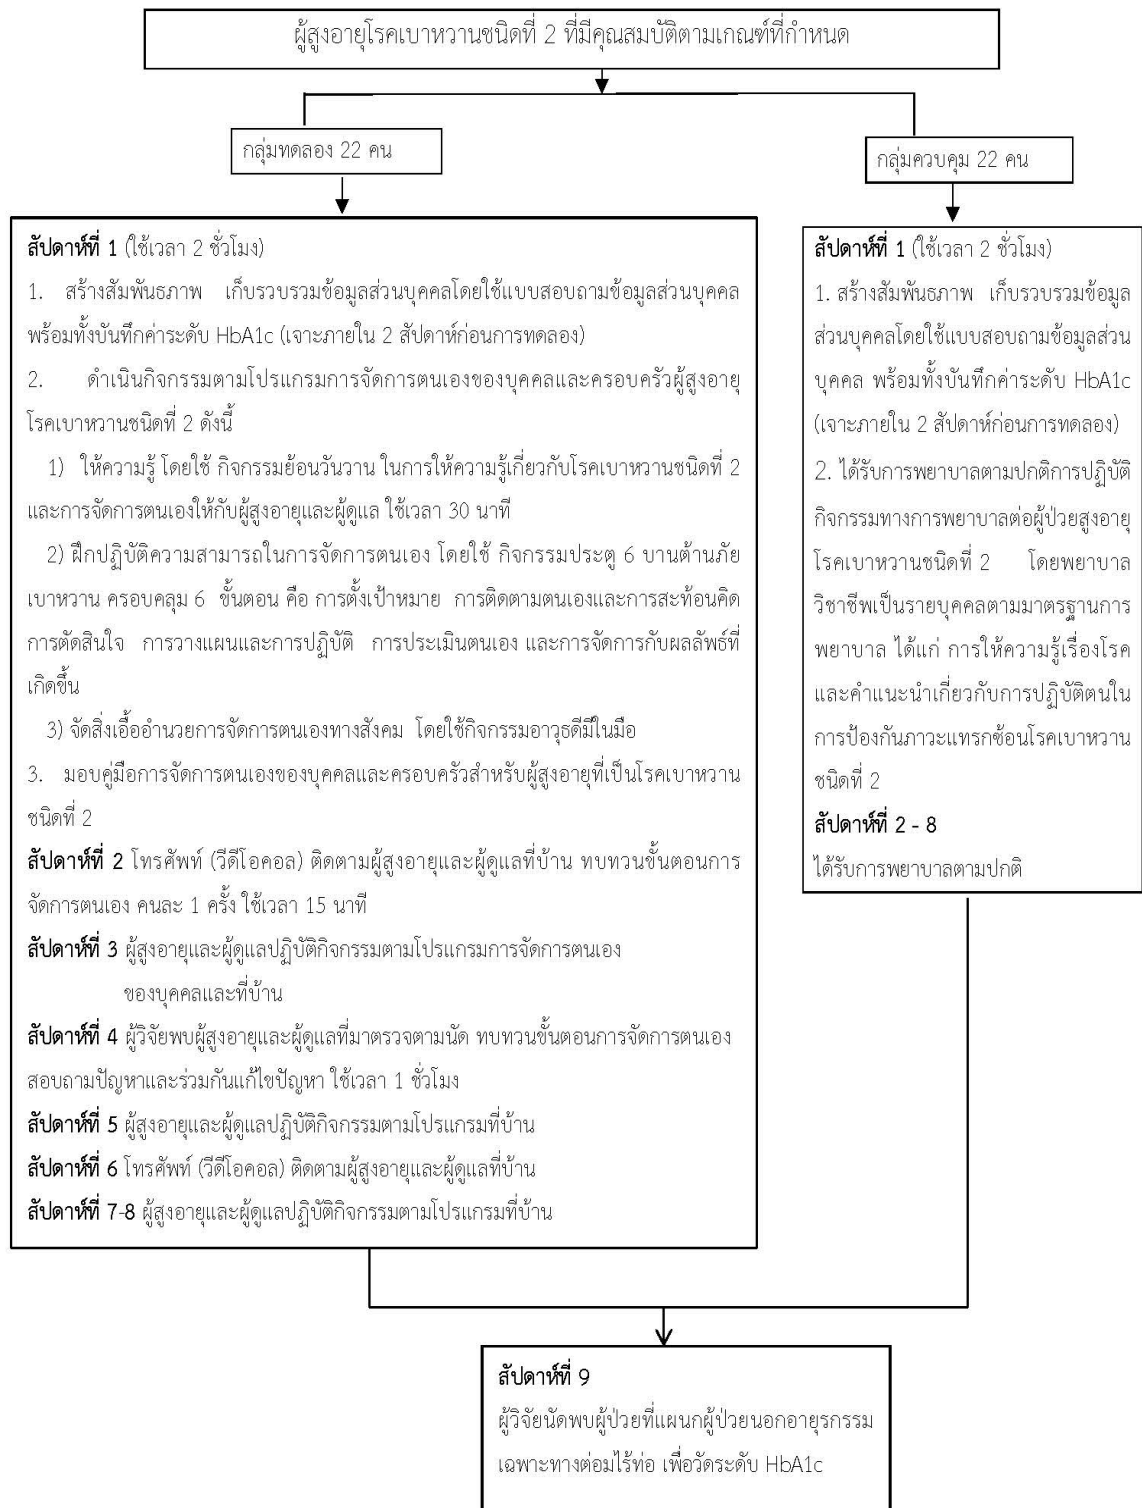 ผู้สูงอายุโรคเบาหวานชนิดที่ 2 ที่มีคุณสมบัติตามเกณฑ์ที่กำหนด
กลุ่มทดลอง 22 คน
สัปดาห์ที่ 1 (ใช้เวลา 2 ชั่วโมง)
1. สร้างสัมพันธภาพ เก็บรวบรวมข้อมูลส่วนบุคคลโดยใช้แบบสอบถามข้อมูลส่วนบุคคล
พร้อมทั้งบันทึกค่าระดับ HbA1c (เจาะภายใน 2 สัปดาห์ก่อนการทดลอง)
2. ดำเนินกิจกรรมตามโปรแกรมการจัดการตนเองของบุคคลและครอบครัวผู้สูงอายุ
โรคเบาหวานชนิดที่ 2 ดังนี้
1) ให้ความรู้ โดยใช้ กิจกรรมย้อนวันวาน ในการให้ความรู้เกี่ยวกับโรคเบาหวานชนิดที่ 2
และการจัดการตนเองให้กับผู้สูงอายุและผู้ดูแล ใช้เวลา 30 นาที
2) ฝึกปฏิบัติความสามารถในการจัดการตนเอง โดยใช้ กิจกรรมประตู 6 บานต้านภัย
เบาหวาน ครอบคลุม 6 ขั้นตอน คือ การตั้งเป้าหมาย การติดตามตนเองและการสะท้อนคิด
การตัดสินใจ การวางแผนและการปฏิบัติ การประเมินตนเอง และการจัดการกับผลลัพธ์ที่
เกิดขึ้น
3) จัดสิ่งเอื้ออำนวยการจัดการตนเองทางสังคม โดยใช้กิจกรรมอาวุธดีมีในมือ
3. มอบคู่มือการจัดการตนเองของบุคคลและครอบครัวสำหรับผู้สูงอายุที่เป็นโรคเบาหวาน
ชนิดที่ 2
สัปดาห์ที่ 2 โทรศัพท์ (วีดีโอคอล) ติดตามผู้สูงอายุและผู้ดูแลที่บ้าน ทบทวนขั้นตอนการ
จัดการตนเอง คนละ 1 ครั้ง ใช้เวลา 15 นาที
สัปดาห์ที่ 3 ผู้สูงอายุและผู้ดูแลปฏิบัติกิจกรรมตามโปรแกรมการจัดการตนเอง
ของบุคคลและที่บ้าน
สัปดาห์ที่ 4 ผู้วิจัยพบผู้สูงอายุและผู้ดูแลที่มาตรวจตามนัด ทบทวนขั้นตอนการจัดการตนเอง
สอบถามปัญหาและร่วมกันแก้ไขปัญหา ใช้เวลา 1 ชั่วโมง
สัปดาห์ที่ 5 ผู้สูงอายุและผู้ดูแลปฏิบัติกิจกรรมตามโปรแกรมที่บ้าน
สัปดาห์ที่ 6 โทรศัพท์ (วีดีโอคอล) ติดตามผู้สูงอายุและผู้ดูแลที่บ้าน
สัปดาห์ที่ 7-8 ผู้สูงอายุและผู้ดูแลปฏิบัติกิจกรรมตามโปรแกรมที่บ้าน
กลุ่มควบคุม 22 คน
สัปดาห์ที่ 1 (ใช้เวลา 2 ชั่วโมง)
1. สร้างสัมพันธภาพ เก็บรวบรวมข้อมูล
ส่วนบุคคลโดยใช้แบบสอบถามข้อมูลส่วน
บุคคล พร้อมทั้งบันทึกค่าระดับ HbA1c
(เจาะภายใน 2 สัปดาห์ก่อนการทดลอง)
2. ได้รับการพยาบาลตามปกติการปฏิบัติ
กิจกรรมทางการพยาบาลต่อผู้ป่วยสูงอายุ
โรคเบาหวานชนิดที่ 2 โดยพยาบาล
วิชาชีพเป็นรายบุคคลตามมาตรฐานการ
พยาบาล ได้แก่ การให้ความรู้เรื่องโรค
และคำแนะนำเกี่ยวกับการปฏิบัติตนใน
การป้องกันภาวะแทรกซ้อนโรคเบาหวาน
ชนิดที่ 2
สัปดาห์ที่ 2 - 8
ได้รับการพยาบาลตามปกติ
สัปดาห์ที่ 9
ผู้วิจัยนัดพบผู้ป่วยที่แผนกผู้ป่วยนอกอายุรกรรม
เฉพาะทางต่อมไร้ท่อ เพื่อวัดระดับ HbA1c